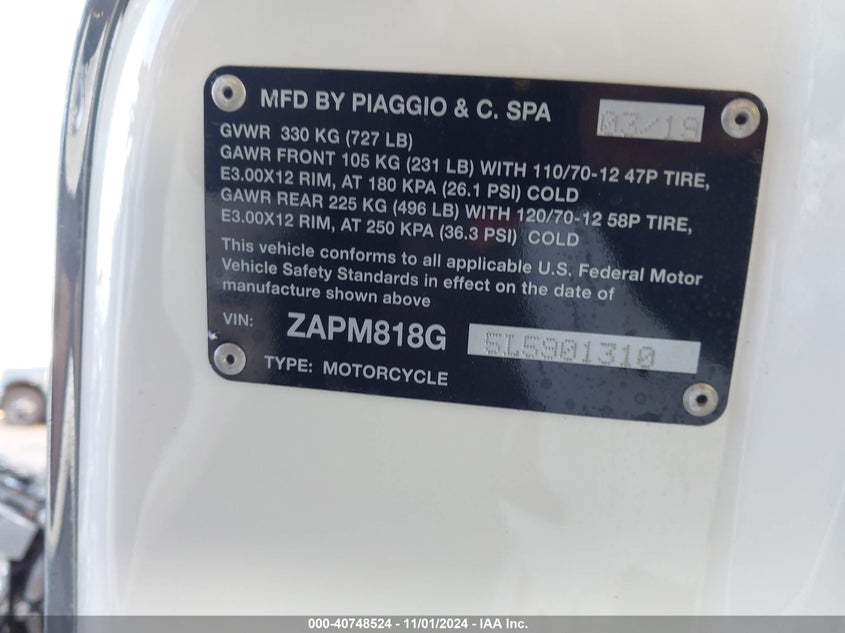 MFD BY PIAGGIO & C. SPA 03/19
GVWR 330 KG (727 LB)
GAWR FRONT 105 KG (231 LB) WITH 110/70-12 47P TIRE,
E3.00X12 RIM, AT 180 KPA (26.1 PSI) COLD
GAWR REAR 225 KG (496 LB) WITH 120/70-12 58P TIRE,
E3.00X12 RIM, AT 250 KPA (36.3 PSI) COLD
This vehicle conforms to all applicable U.S. Federal Motor
Vehicle Safety Standards in effect on the date of
manufacture shown above
VIN: ZAPM818G 515901310
TYPE: MOTORCYCLE
000-40748524 - 11/01/2024 - IAA Inc.